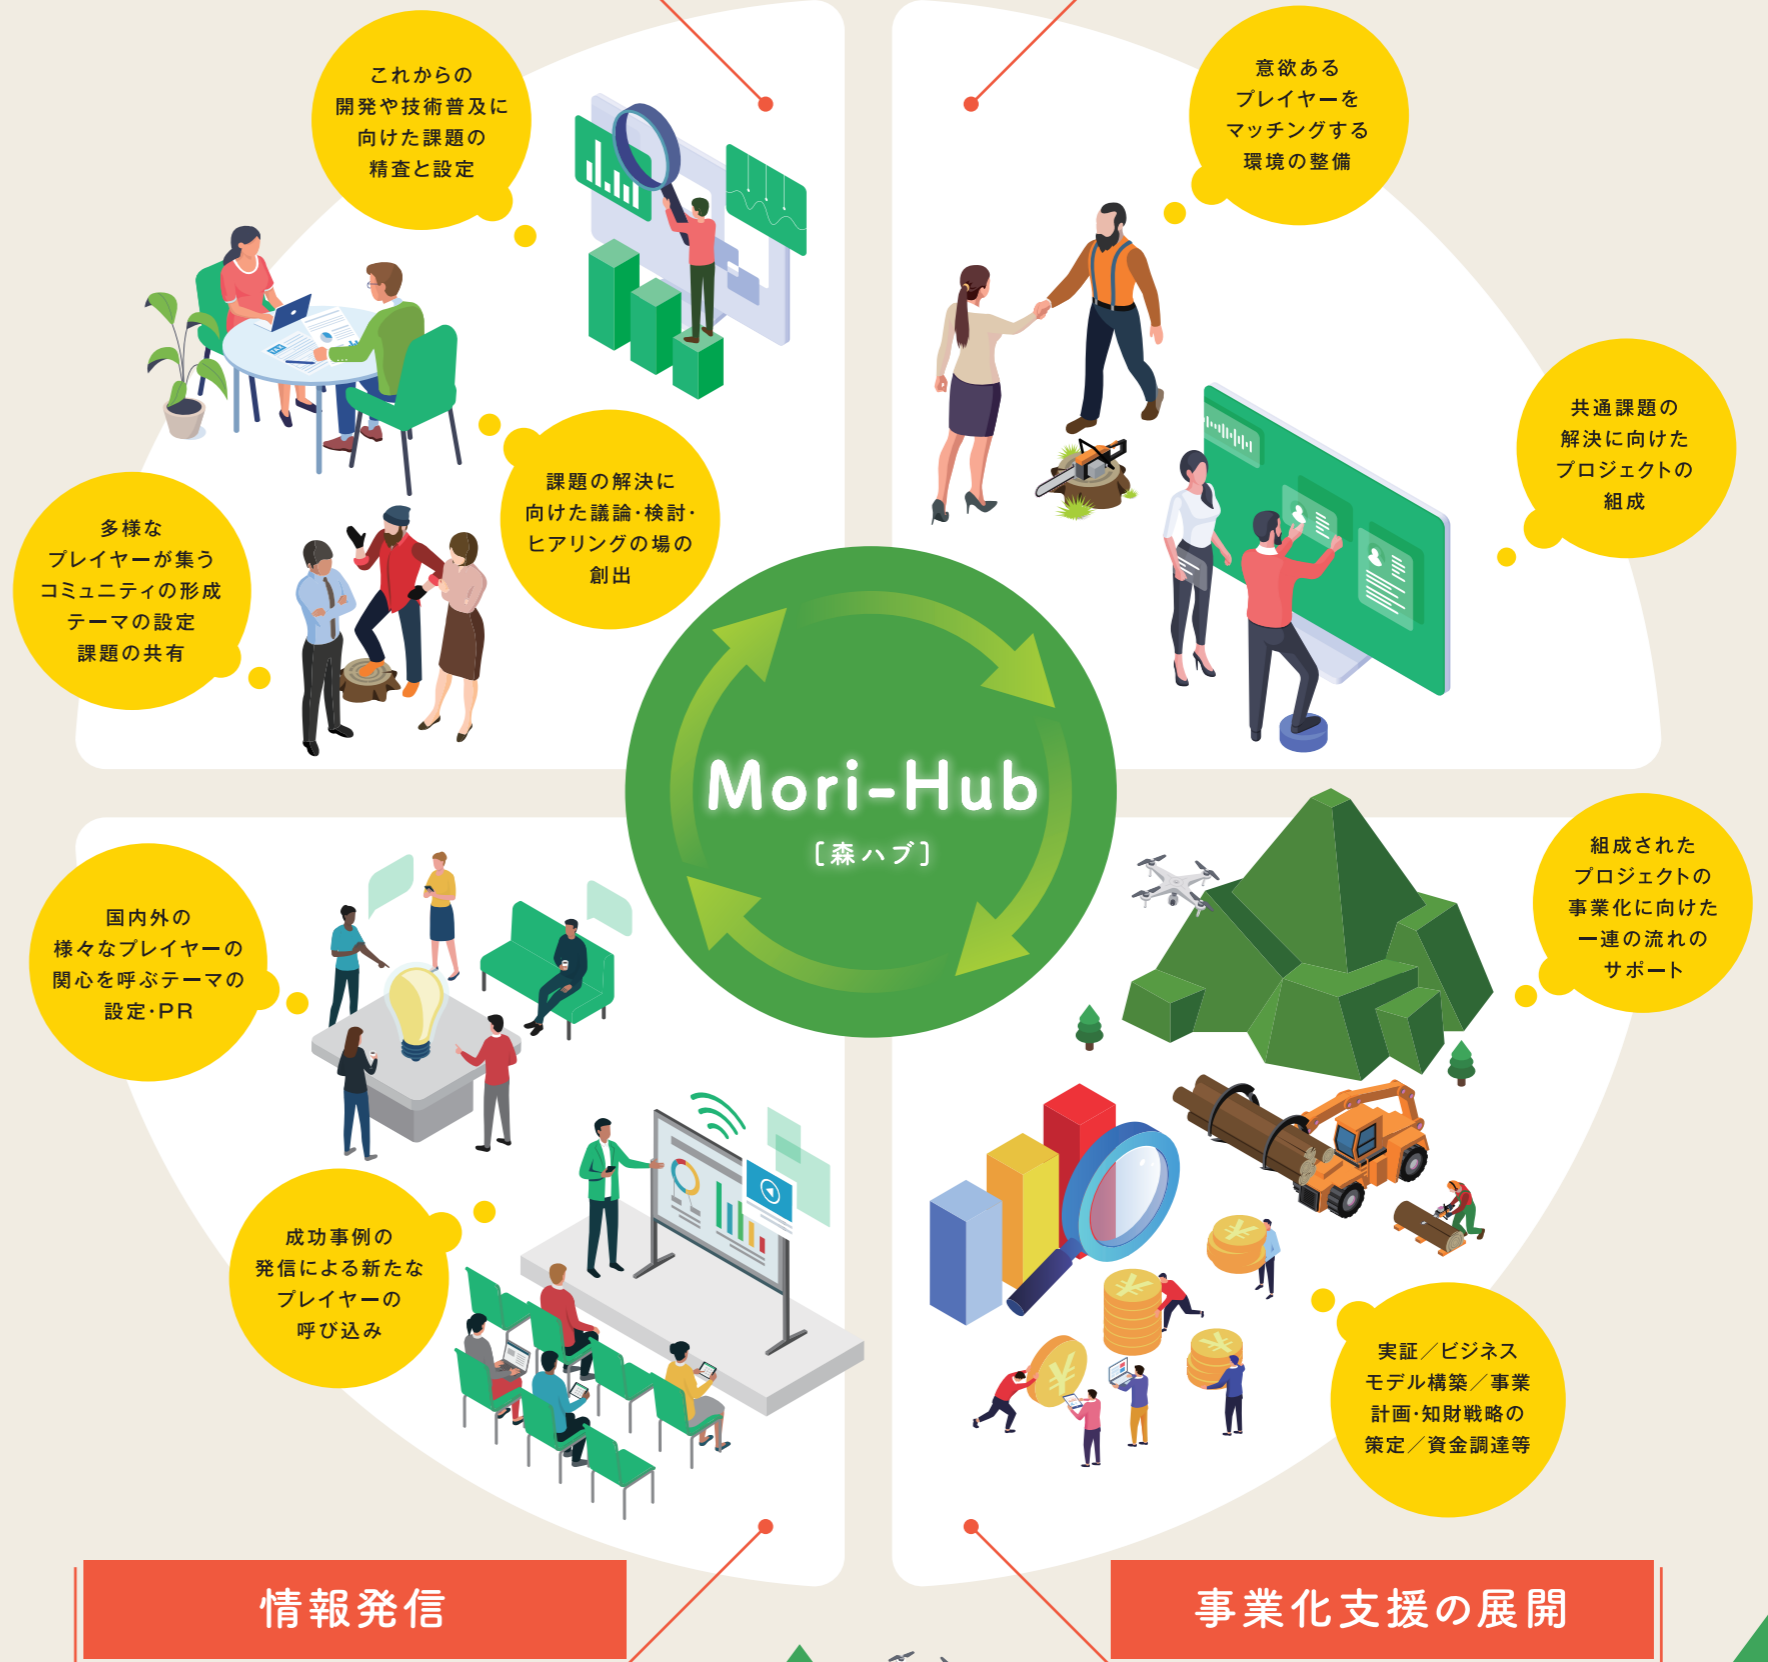 これからの
開発や技術普及に
向けた課題の
精査と設定
意欲ある
プレイヤーを
マッチングする
環境の整備
共通課題の
解決に向けた
プロジェクトの
組成
課題の解決に
向けた議論・検討・
ヒアリングの場の
創出
多様な
プレイヤーが集う
コミュニティの形成
テーマの設定
課題の共有
Mori-Hub
［森ハブ］
国内外の
様々なプレイヤーの
関心を呼ぶテーマの
設定・PR
組成された
プロジェクトの
事業化に向けた
一連の流れの
サポート
成功事例の
発信による新たな
プレイヤーの
呼び込み
実証／ビジネス
モデル構築／事業
計画・知財戦略の
策定／資金調達等
情報発信
事業化支援の展開